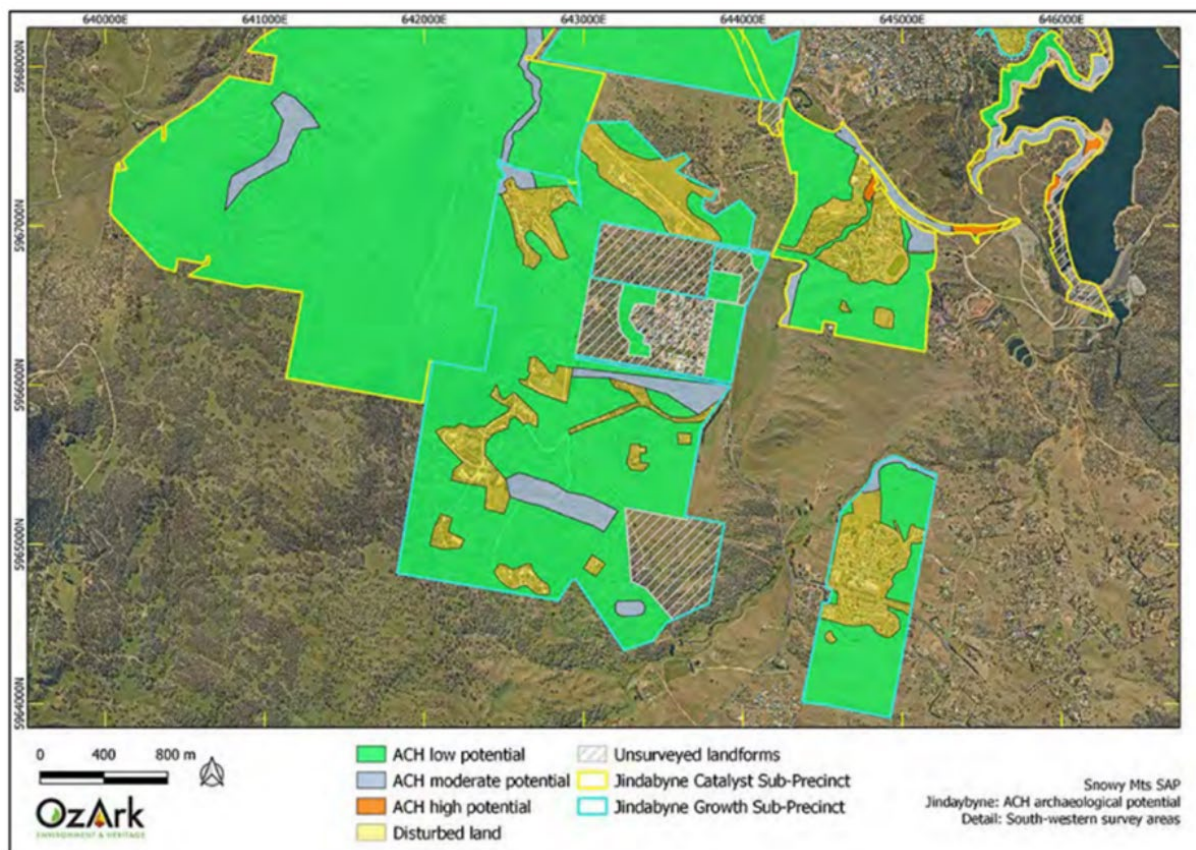 640000E 641000E 642000E 643000E 644000E 645000E 646000E
5968000N
5967000N
5966000N
5965000N
5964000N
0 400 800 m
OzArk
ENVIRONMENT & HERITAGE
ACH low potential
ACH moderate potential
ACH high potential
Disturbed land
Unsurveyed landforms
Jindabyne Catalyst Sub-Precinct
Jindabyne Growth Sub-Precinct
Snowy Mts SAP
Jindaybyne: ACH archaeological potential
Detail: South-western survey areas